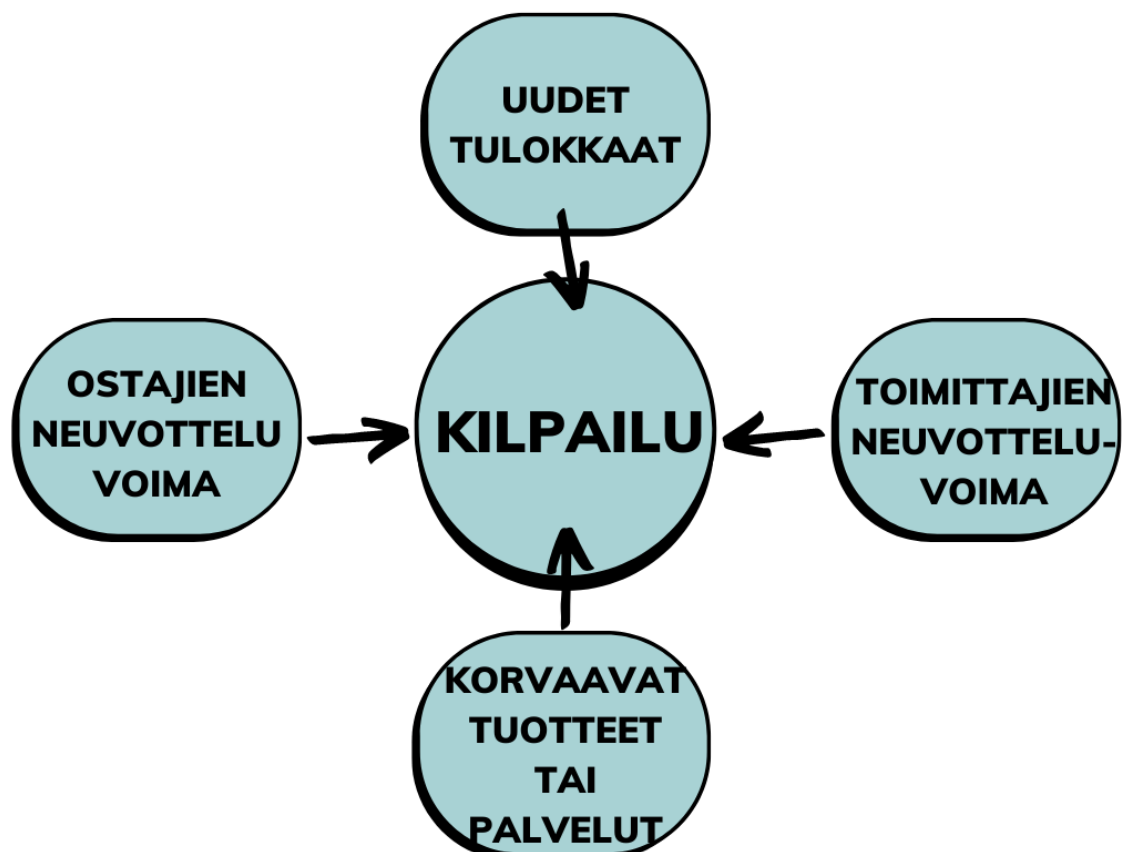 UUDET
TULOKKAAT
OSTAJIEN
NEUVOTTELU
VOIMA
KILPAILU
TOIMITTAJIEN
NEUVOTTELU-
VOIMA
KORVAAVAT
TUOTTEET
TAI
PALVELUT